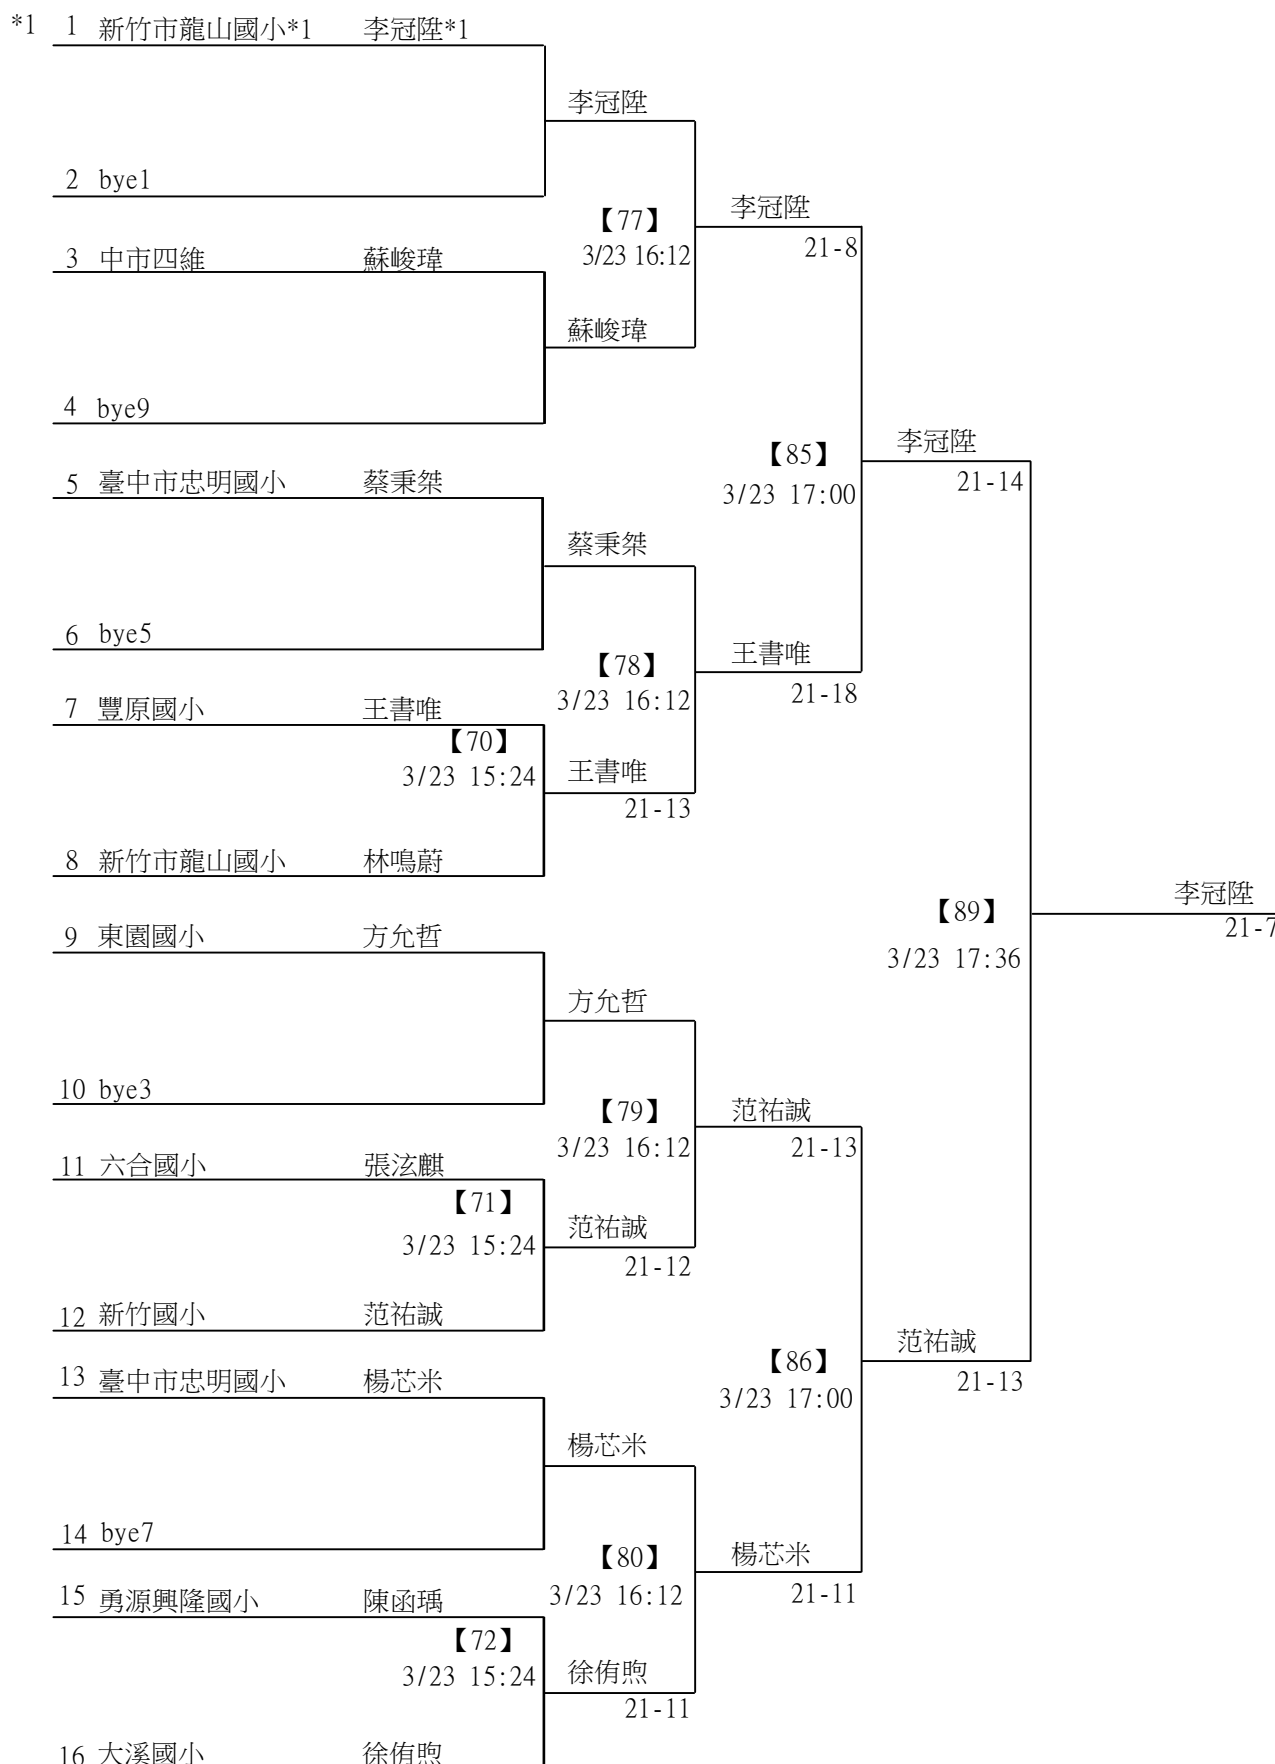 *1 1 新竹市龍山國小*1 李冠陞*1
李冠陞
2 bye1
【77】
3/23 16:12
李冠陞
21-8
3 中市四維 蘇峻瑋
蘇峻瑋
4 bye9
【85】
3/23 17:00
李冠陞
21-14
5 臺中市忠明國小 蔡秉桀
蔡秉桀
6 bye5
【78】
3/23 16:12
王書唯
21-18
7 豐原國小 王書唯
【70】
3/23 15:24
王書唯
21-13
8 新竹市龍山國小 林鳴蔚
【89】
3/23 17:36
李冠陞
21-7
9 東園國小 方允哲
方允哲
10 bye3
【79】
3/23 16:12
范祐誠
21-13
11 六合國小 張泫麒
【71】
3/23 15:24
范祐誠
21-12
12 新竹國小 范祐誠
【86】
3/23 17:00
范祐誠
21-13
13 臺中市忠明國小 楊芯米
楊芯米
14 bye7
【80】
3/23 16:12
楊芯米
21-11
15 勇源興隆國小 陳函瑀
【72】
3/23 15:24
徐侑煦
21-11
16 大溪國小 徐侑煦